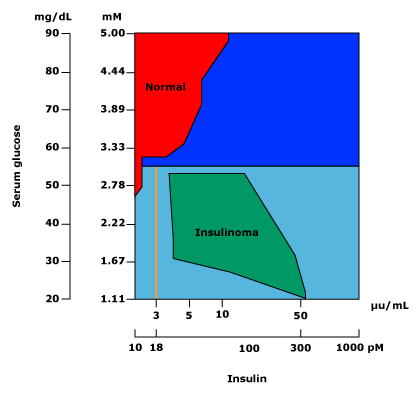 mg/dL mM
90 5.00
80 4.44
Normal
70 3.89
60 3.33
50 2.78
40 2.22
Insulinoma
30 1.67
20 1.11
Serum glucose
3 5 10 50 µu/mL
10 18 100 300 1000 pM
Insulin